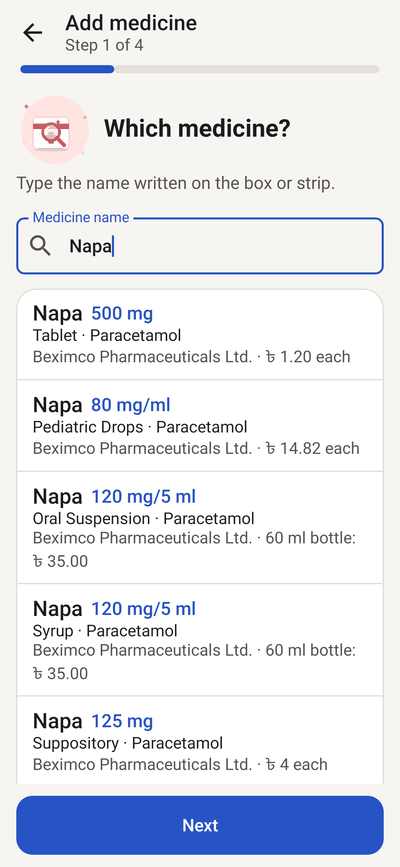 Add medicine
Step 1 of 4
Which medicine?
Type the name written on the box or strip.
Medicine name
Napa
Napa 500 mg
Tablet · Paracetamol
Beximco Pharmaceuticals Ltd. · ৳ 1.20 each
Napa 80 mg/ml
Pediatric Drops · Paracetamol
Beximco Pharmaceuticals Ltd. · ৳ 14.82 each
Napa 120 mg/5 ml
Oral Suspension · Paracetamol
Beximco Pharmaceuticals Ltd. · 60 ml bottle:
৳ 35.00
Napa 120 mg/5 ml
Syrup · Paracetamol
Beximco Pharmaceuticals Ltd. · 60 ml bottle:
৳ 35.00
Napa 125 mg
Suppository · Paracetamol
Beximco Pharmaceuticals Ltd. · ৳ 4 each
Next